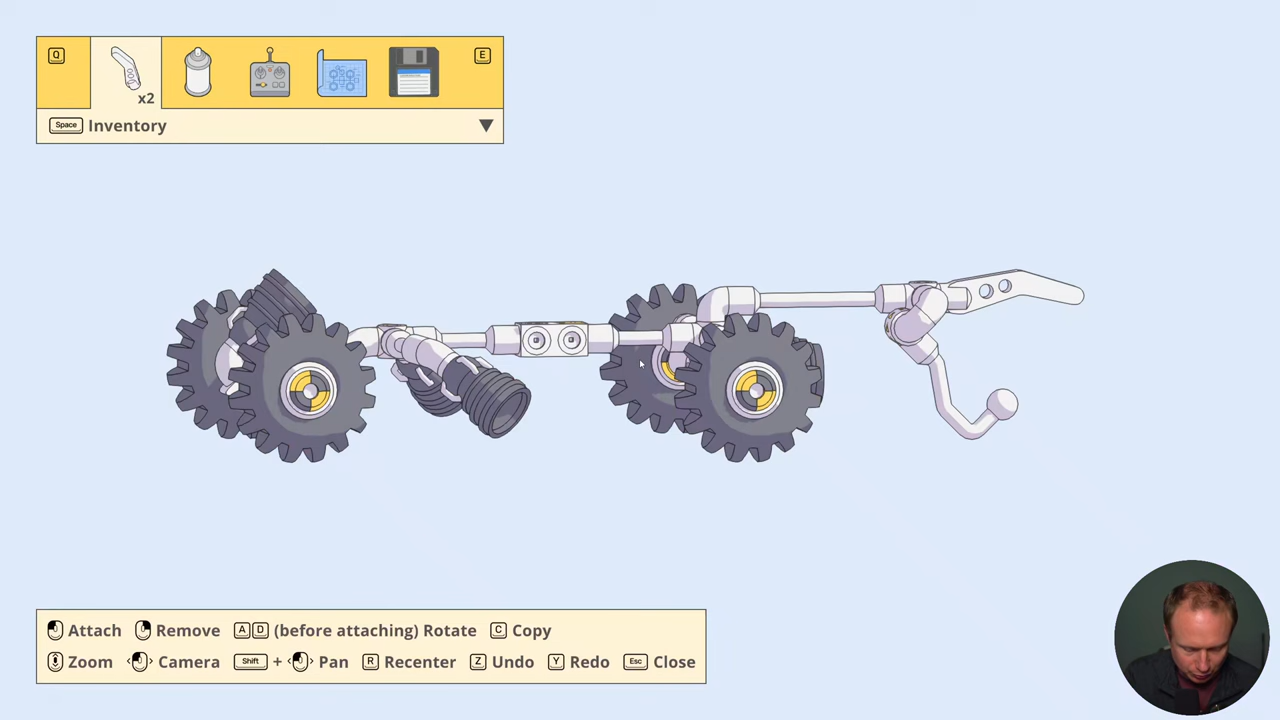 Q
E
x2
Space Inventory
Attach Remove A D (before attaching) Rotate C Copy
Zoom Camera Shift + Pan R Recenter Z Undo Y Redo Esc Close